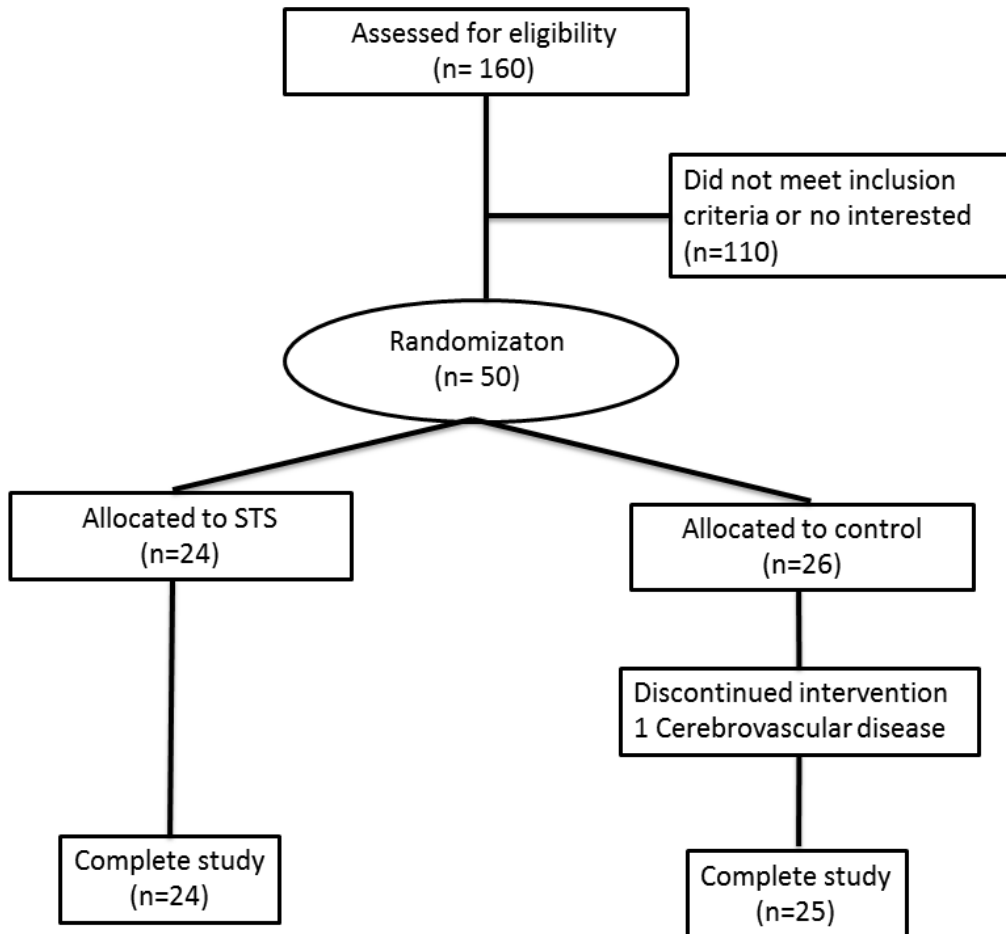 Assessed for eligibility
(n= 160)
Did not meet inclusion
criteria or no interested
(n=110)
Randomizaton
(n= 50)
Allocated to STS
(n=24)
Allocated to control
(n=26)
Discontinued intervention
1 Cerebrovascular disease
Complete study
(n=24)
Complete study
(n=25)